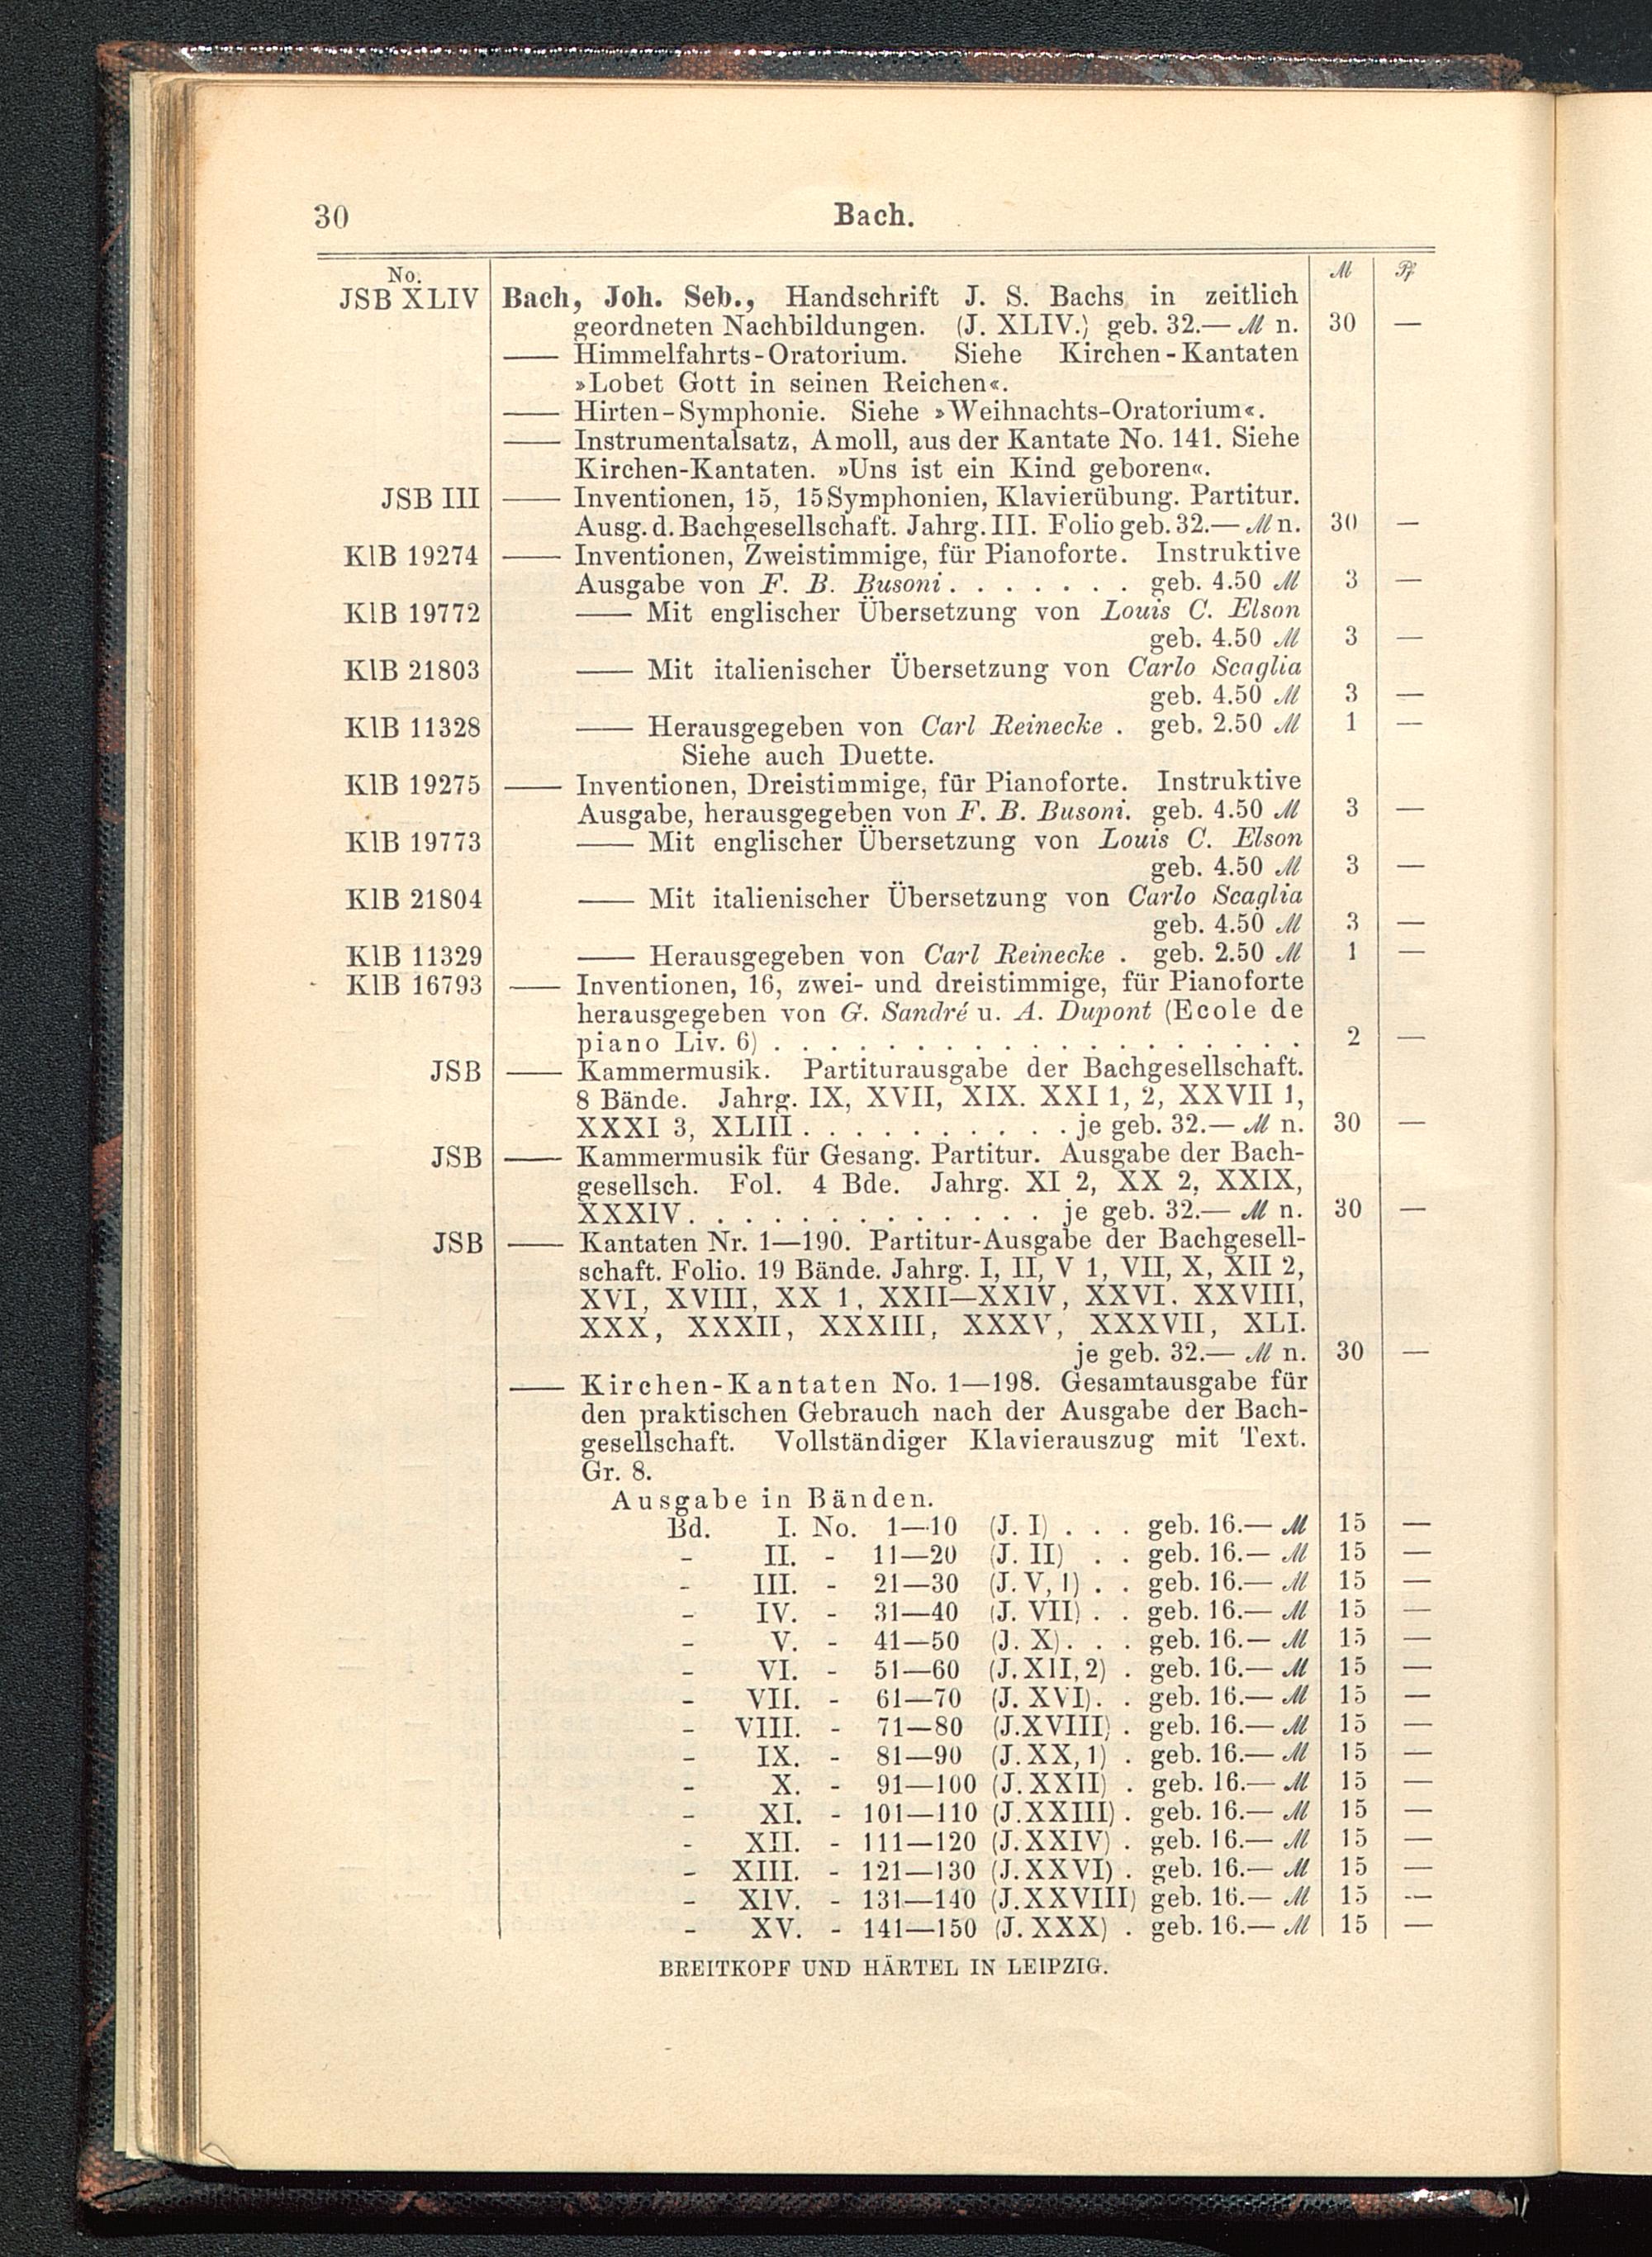 30 Bach.
No. ℳ ₰
JSB XLIV Bach, Joh. Seb., Handschrift J. S. Bachs in zeitlich
geordneten Nachbildungen. (J. XLIV.) geb. 32.— ℳ n. 30 —
—— Himmelfahrts-Oratorium. Siehe Kirchen-Kantaten
»Lobet Gott in seinen Reichen«.
—— Hirten-Symphonie. Siehe »Weihnachts-Oratorium«.
—— Instrumentalsatz, Amoll, aus der Kantate No. 141. Siehe
Kirchen-Kantaten. »Uns ist ein Kind geboren«.
JSB III —— Inventionen, 15, 15 Symphonien, Klavierübung. Partitur.
Ausg. d. Bachgesellschaft. Jahrg. III. Folio geb. 32.— ℳ n. 30 —
KlB 19274 —— Inventionen, Zweistimmige, für Pianoforte. Instruktive
Ausgabe von F. B. Busoni . . . . . . . geb. 4.50 ℳ 3 —
KlB 19772 —— Mit englischer Übersetzung von Louis C. Elson
geb. 4.50 ℳ 3 —
KlB 21803 —— Mit italienischer Übersetzung von Carlo Scaglia
geb. 4.50 ℳ 3 —
KlB 11328 —— Herausgegeben von Carl Reinecke . geb. 2.50 ℳ 1 —
Siehe auch Duette.
KlB 19275 —— Inventionen, Dreistimmige, für Pianoforte. Instruktive
Ausgabe, herausgegeben von F. B. Busoni. geb. 4.50 ℳ 3 —
KlB 19773 —— Mit englischer Übersetzung von Louis C. Elson
geb. 4.50 ℳ 3 —
KlB 21804 —— Mit italienischer Übersetzung von Carlo Scaglia
geb. 4.50 ℳ 3 —
KlB 11329 —— Herausgegeben von Carl Reinecke . geb. 2.50 ℳ 1 —
KlB 16793 —— Inventionen, 16, zwei- und dreistimmige, für Pianoforte
herausgegeben von G. Sandré u. A. Dupont (Ecole de
piano Liv. 6) . . . . . . . . . . . . . . . . . . . 2 —
JSB —— Kammermusik. Partiturausgabe der Bachgesellschaft.
8 Bände. Jahrg. IX, XVII, XIX. XXI 1, 2, XXVII 1,
XXXI 3, XLIII . . . . . . . . . . je geb. 32.— ℳ n. 30 —
JSB —— Kammermusik für Gesang. Partitur. Ausgabe der Bach-
gesellsch. Fol. 4 Bde. Jahrg. XI 2, XX 2, XXIX,
XXXIV. . . . . . . . . . . . . . je geb. 32.— ℳ n. 30 —
JSB —— Kantaten Nr. 1—190. Partitur-Ausgabe der Bachgesell-
schaft. Folio. 19 Bände. Jahrg. I, II, V 1, VII, X, XII 2,
XVI, XVIII, XX 1, XXII—XXIV, XXVI. XXVIII,
XXX, XXXII, XXXIII, XXXV, XXXVII, XLI.
je geb. 32.— ℳ n. 30 —
—— Kirchen-Kantaten No. 1—198. Gesamtausgabe für
den praktischen Gebrauch nach der Ausgabe der Bach-
gesellschaft. Vollständiger Klavierauszug mit Text.
Gr. 8.
Ausgabe in Bänden.
Bd. I. No. 1—10 (J. I) . . . geb. 16.— ℳ 15 —
- II. - 11—20 (J. II) . . geb. 16.— ℳ 15 —
- III. - 21—30 (J. V, 1) . . geb. 16.— ℳ 15 —
- IV. - 31—40 (J. VII) . . geb. 16.— ℳ 15 —
- V. - 41—50 (J. X) . . . geb. 16.— ℳ 15 —
- VI. - 51—60 (J. XII, 2) . geb. 16.— ℳ 15 —
- VII. - 61—70 (J. XVI) . . geb. 16.— ℳ 15 —
- VIII. - 71—80 (J. XVIII) . geb. 16.— ℳ 15 —
- IX. - 81—90 (J. XX, 1) . geb. 16.— ℳ 15 —
- X. - 91—100 (J. XXII) . geb. 16.— ℳ 15 —
- XI. - 101—110 (J. XXIII) . geb. 16.— ℳ 15 —
- XII. - 111—120 (J. XXIV) . geb. 16.— ℳ 15 —
- XIII. - 121—130 (J. XXVI) . geb. 16.— ℳ 15 —
- XIV. - 131—140 (J. XXVIII) geb. 16.— ℳ 15 —
- XV. - 141—150 (J. XXX) . geb. 16.— ℳ 15 —
BREITKOPF UND HÄRTEL IN LEIPZIG.